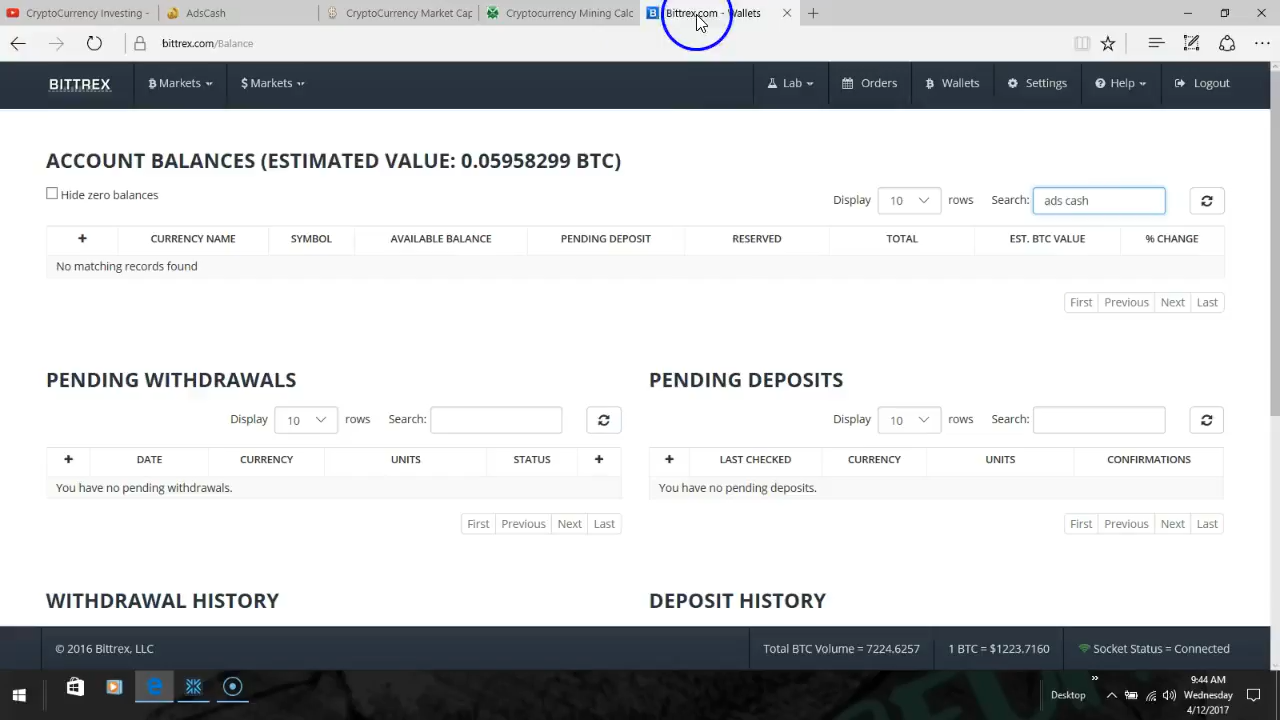 CryptoCurrency Investing -
AdsCash
CryptoCurrency Market Cap
Cryptocurrency Mining Calc
Bittrex.com - Wallets
bittrex.com/Balance
BITTREX
Markets
$ Markets
Lab
Orders
Wallets
Settings
Help
Logout
ACCOUNT BALANCES (ESTIMATED VALUE: 0.05958299 BTC)
Hide zero balances
Display 10 rows Search: ads cash
+ CURRENCY NAME SYMBOL AVAILABLE BALANCE PENDING DEPOSIT RESERVED TOTAL EST. BTC VALUE % CHANGE
No matching records found
First Previous Next Last
PENDING WITHDRAWALS
Display 10 rows Search:
+ DATE CURRENCY UNITS STATUS +
You have no pending withdrawals.
First Previous Next Last
PENDING DEPOSITS
Display 10 rows Search:
+ LAST CHECKED CURRENCY UNITS CONFIRMATIONS
You have no pending deposits.
First Previous Next Last
WITHDRAWAL HISTORY
DEPOSIT HISTORY
© 2016 Bittrex, LLC
Total BTC Volume = 7224.6257
1 BTC = $1223.7160
Socket Status = Connected
Desktop
9:44 AM
Wednesday
4/12/2017